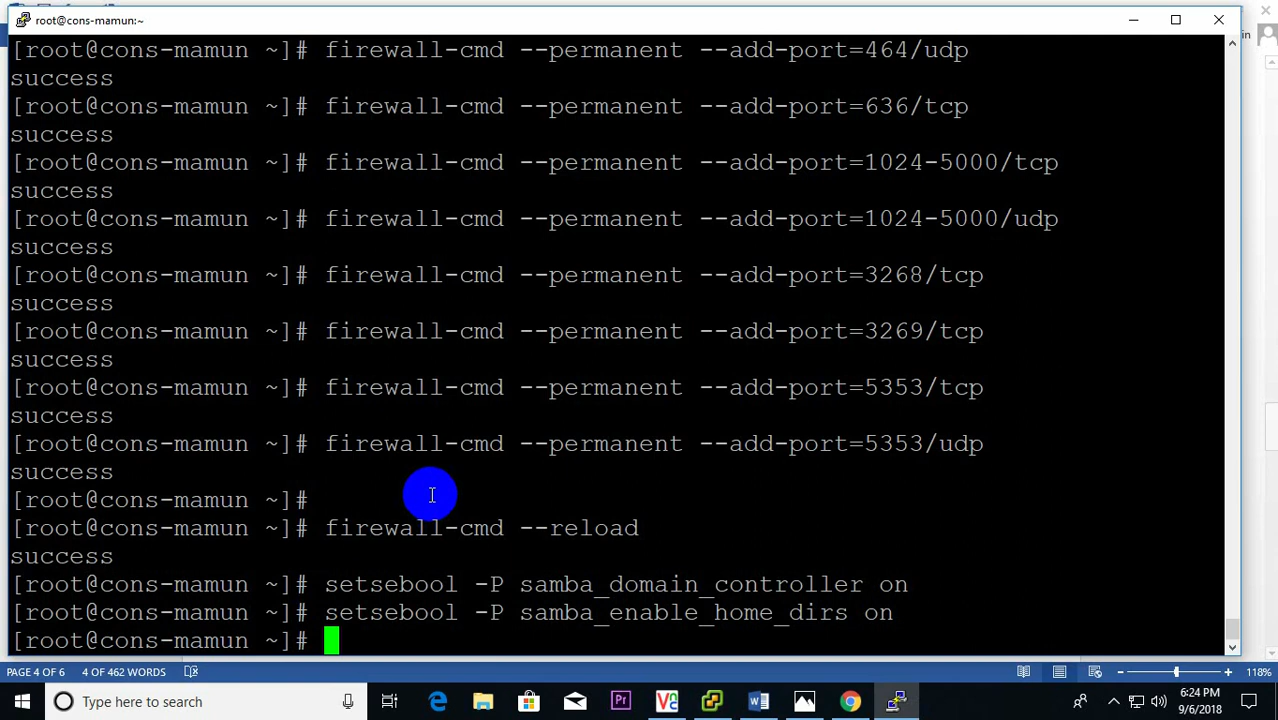 root@cons-mamun:~
in
[root@cons-mamun ~]# firewall-cmd --permanent --add-port=464/udp
success
[root@cons-mamun ~]# firewall-cmd --permanent --add-port=636/tcp
success
[root@cons-mamun ~]# firewall-cmd --permanent --add-port=1024-5000/tcp
success
[root@cons-mamun ~]# firewall-cmd --permanent --add-port=1024-5000/udp
success
[root@cons-mamun ~]# firewall-cmd --permanent --add-port=3268/tcp
success
[root@cons-mamun ~]# firewall-cmd --permanent --add-port=3269/tcp
success
[root@cons-mamun ~]# firewall-cmd --permanent --add-port=5353/tcp
success
[root@cons-mamun ~]# firewall-cmd --permanent --add-port=5353/udp
success
[root@cons-mamun ~]#
[root@cons-mamun ~]# firewall-cmd --reload
success
[root@cons-mamun ~]# setsebool -P samba_domain_controller on
[root@cons-mamun ~]# setsebool -P samba_enable_home_dirs on
[root@cons-mamun ~]#
PAGE 4 OF 6 4 OF 462 WORDS 118%
Type here to search Pr 6:24 PM
9/6/2018